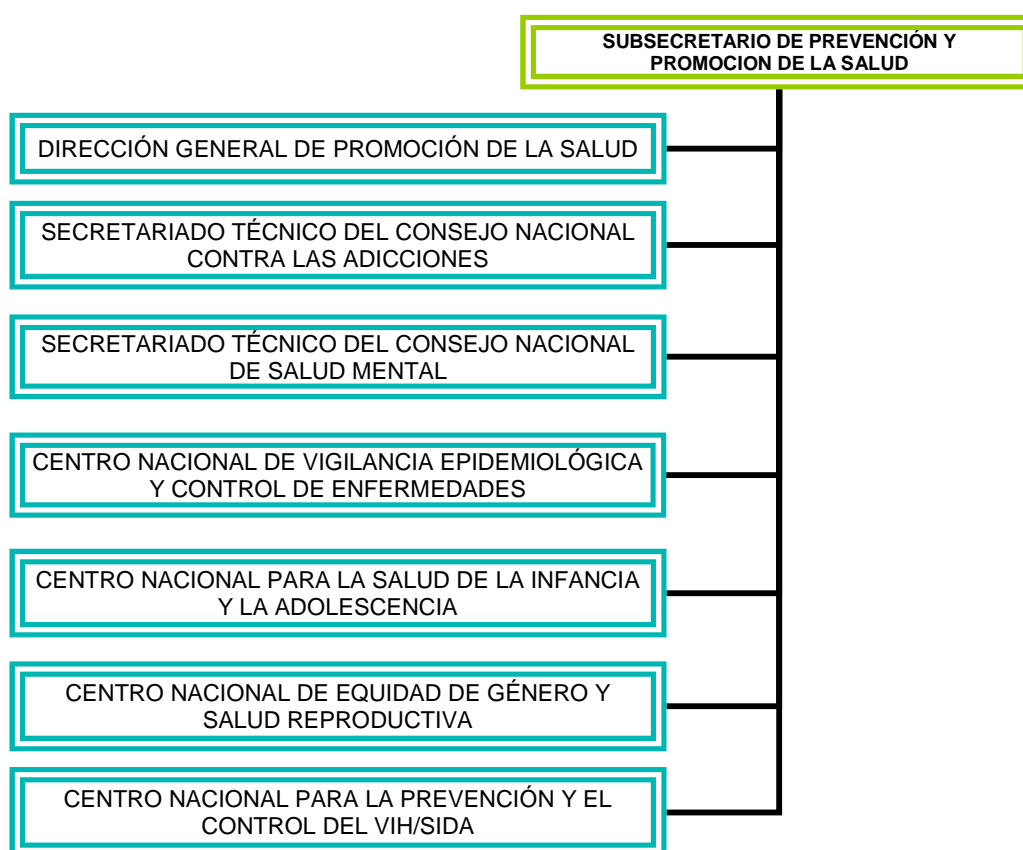 SUBSECRETARIO DE PREVENCIÓN Y
PROMOCION DE LA SALUD
DIRECCIÓN GENERAL DE PROMOCIÓN DE LA SALUD
SECRETARIADO TÉCNICO DEL CONSEJO NACIONAL
CONTRA LAS ADICCIONES
SECRETARIADO TÉCNICO DEL CONSEJO NACIONAL
DE SALUD MENTAL
CENTRO NACIONAL DE VIGILANCIA EPIDEMIOLÓGICA
Y CONTROL DE ENFERMEDADES
CENTRO NACIONAL PARA LA SALUD DE LA INFANCIA
Y LA ADOLESCENCIA
CENTRO NACIONAL DE EQUIDAD DE GÉNERO Y
SALUD REPRODUCTIVA
CENTRO NACIONAL PARA LA PREVENCIÓN Y EL
CONTROL DEL VIH/SIDA